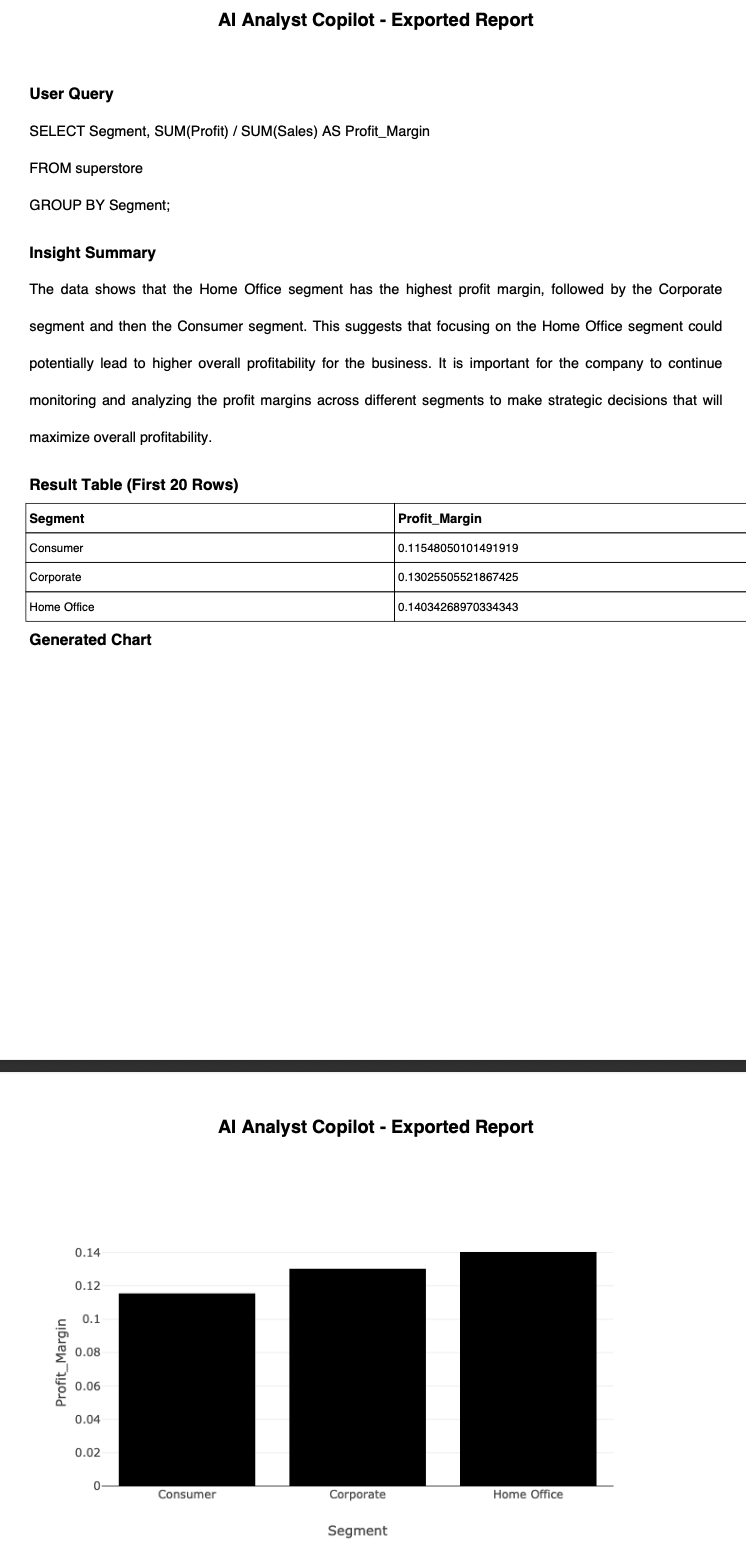 AI Analyst Copilot - Exported Report
User Query
SELECT Segment, SUM(Profit) / SUM(Sales) AS Profit_Margin
FROM superstore
GROUP BY Segment;
Insight Summary
The data shows that the Home Office segment has the highest profit margin, followed by the Corporate
segment and then the Consumer segment. This suggests that focusing on the Home Office segment could
potentially lead to higher overall profitability for the business. It is important for the company to continue
monitoring and analyzing the profit margins across different segments to make strategic decisions that will
maximize overall profitability.
Result Table (First 20 Rows)
Segment Profit_Margin
Consumer 0.11548050101491919
Corporate 0.13025505521867425
Home Office 0.14034268970334343
Generated Chart
AI Analyst Copilot - Exported Report
0.14
0.12
0.1
0.08
0.06
0.04
0.02
0
Profit_Margin
Consumer Corporate Home Office
Segment